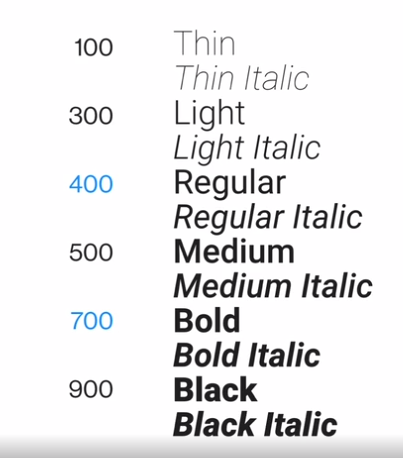 100 Thin
Thin Italic
300 Light
Light Italic
400 Regular
Regular Italic
500 Medium
Medium Italic
700 Bold
Bold Italic
900 Black
Black Italic